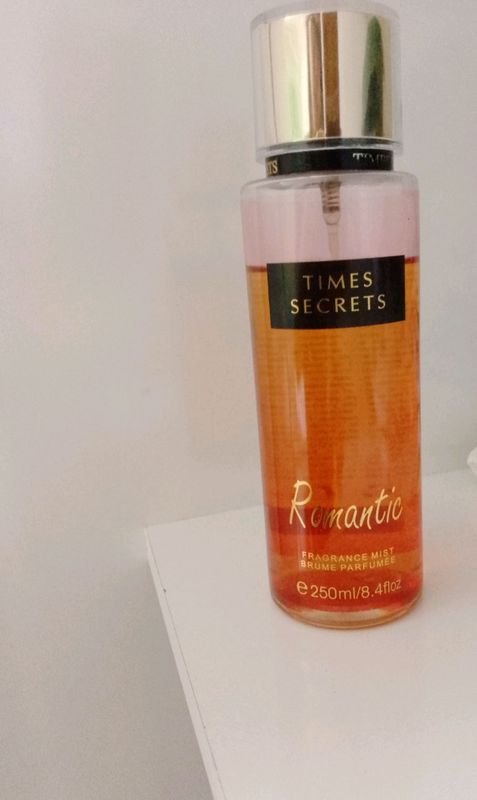 TIMES
SECRETS
Romantic
FRAGRANCE MIST
BRUME PARFUMÉE
e 250ml/8.4floz